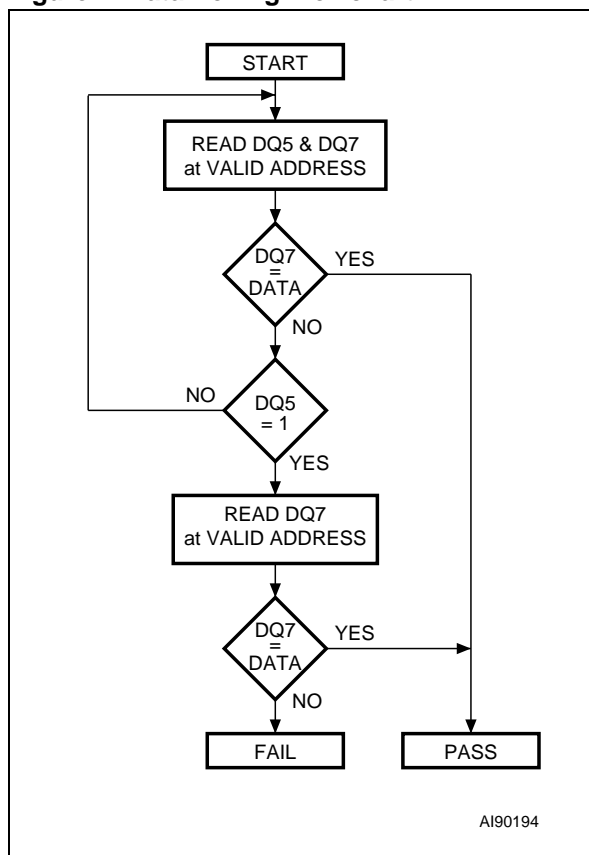 START
READ DQ5 & DQ7
at VALID ADDRESS
DQ7
=
DATA
YES
NO
NO
DQ5
= 1
YES
READ DQ7
at VALID ADDRESS
DQ7
=
DATA
YES
NO
FAIL
PASS
AI90194